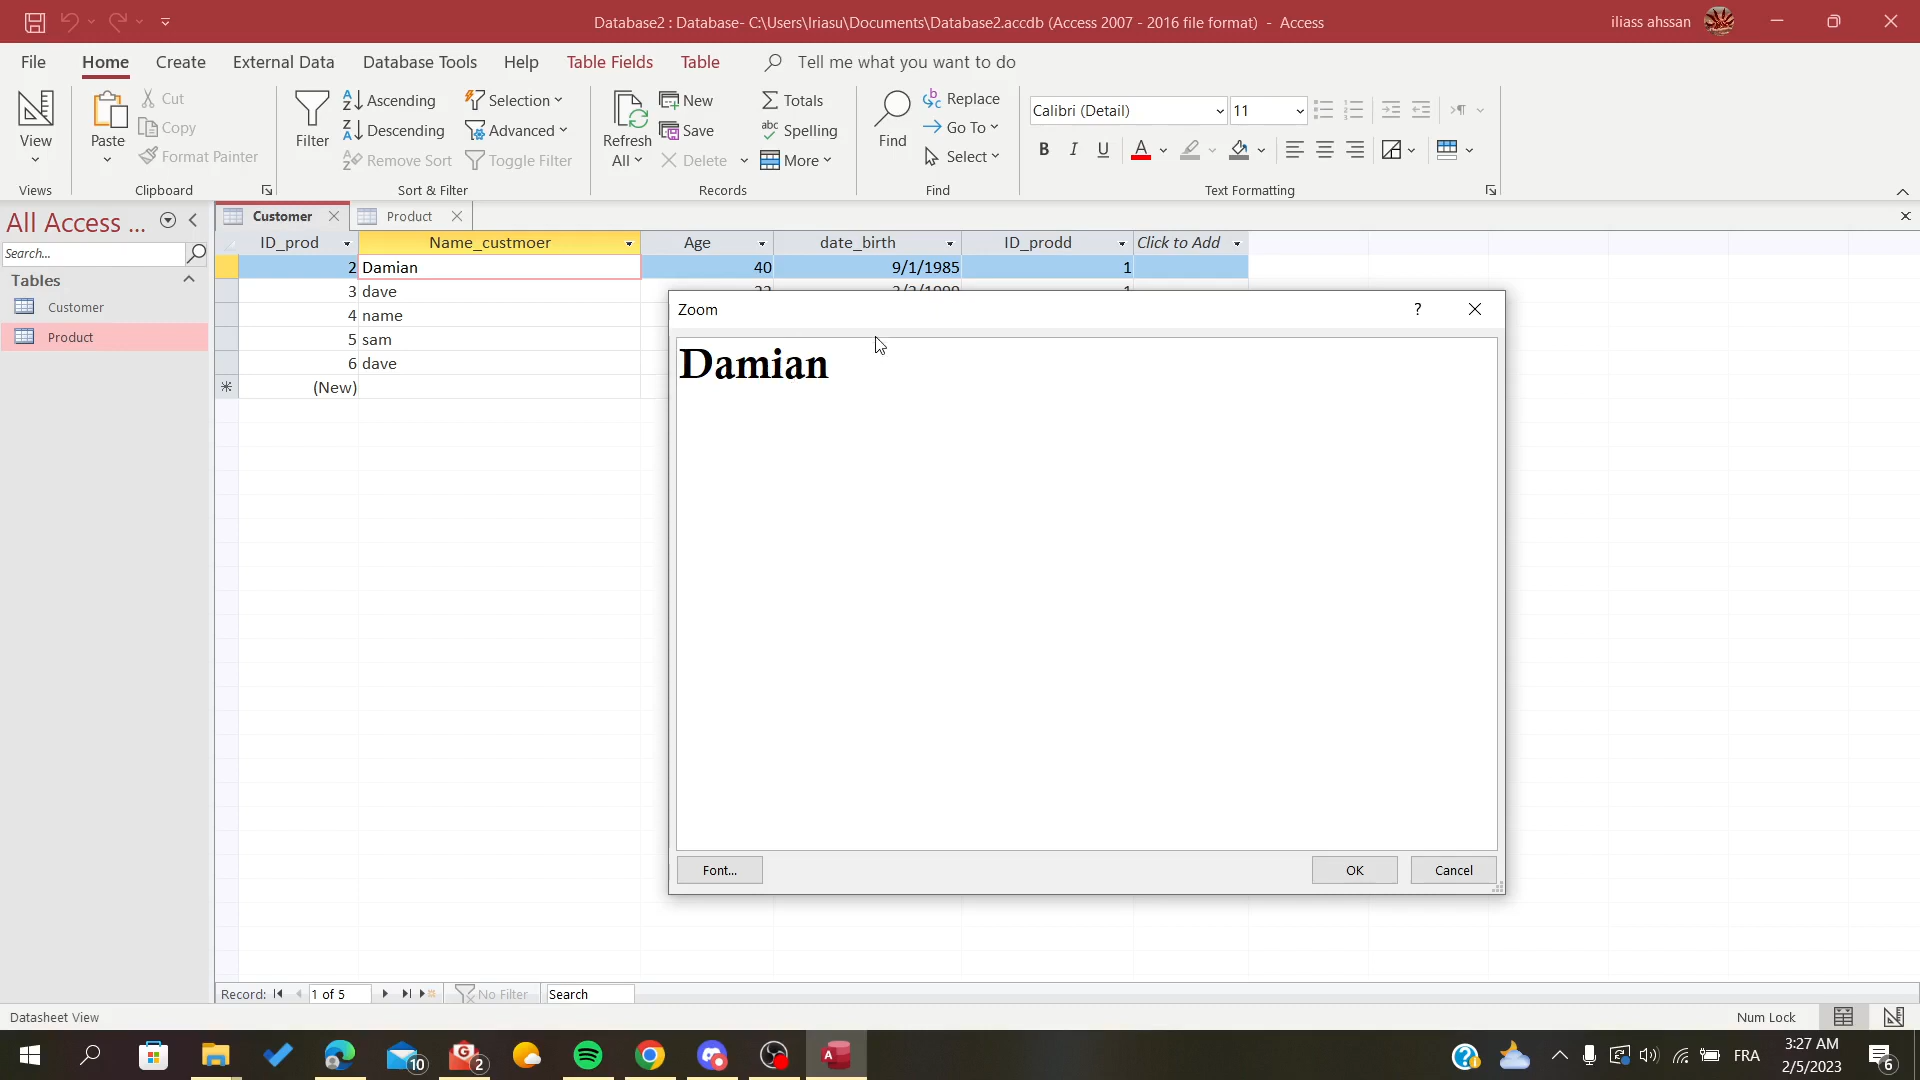 Database2 : Database- C:\Users\Iriasu\Documents\Database2.accdb (Access 2007 - 2016 file format) - Access
iliass ahssan
File Home Create External Data Database Tools Help Table Fields Table Tell me what you want to do
View
Views
Paste
Cut
Copy
Format Painter
Clipboard
Filter
Ascending
Descending
Remove Sort
Selection
Advanced
Toggle Filter
Sort & Filter
Refresh
All
New
Save
Delete
Totals
Spelling
More
Records
Find
Replace
Go To
Select
Find
Calibri (Detail) 11
B I U A
Text Formatting
All Access ...
Search...
Tables
Customer
Product
Customer Product
ID_prod Name_custmoer Age date_birth ID_prodd Click to Add
2 Damian 40 9/1/1985 1
3 dave
4 name
5 sam
6 dave
(New)
Zoom ?
Damian
Font... OK Cancel
Record: 1 of 5 No Filter Search
Datasheet View Num Lock
10 2 FRA
3:27 AM
2/5/2023
6